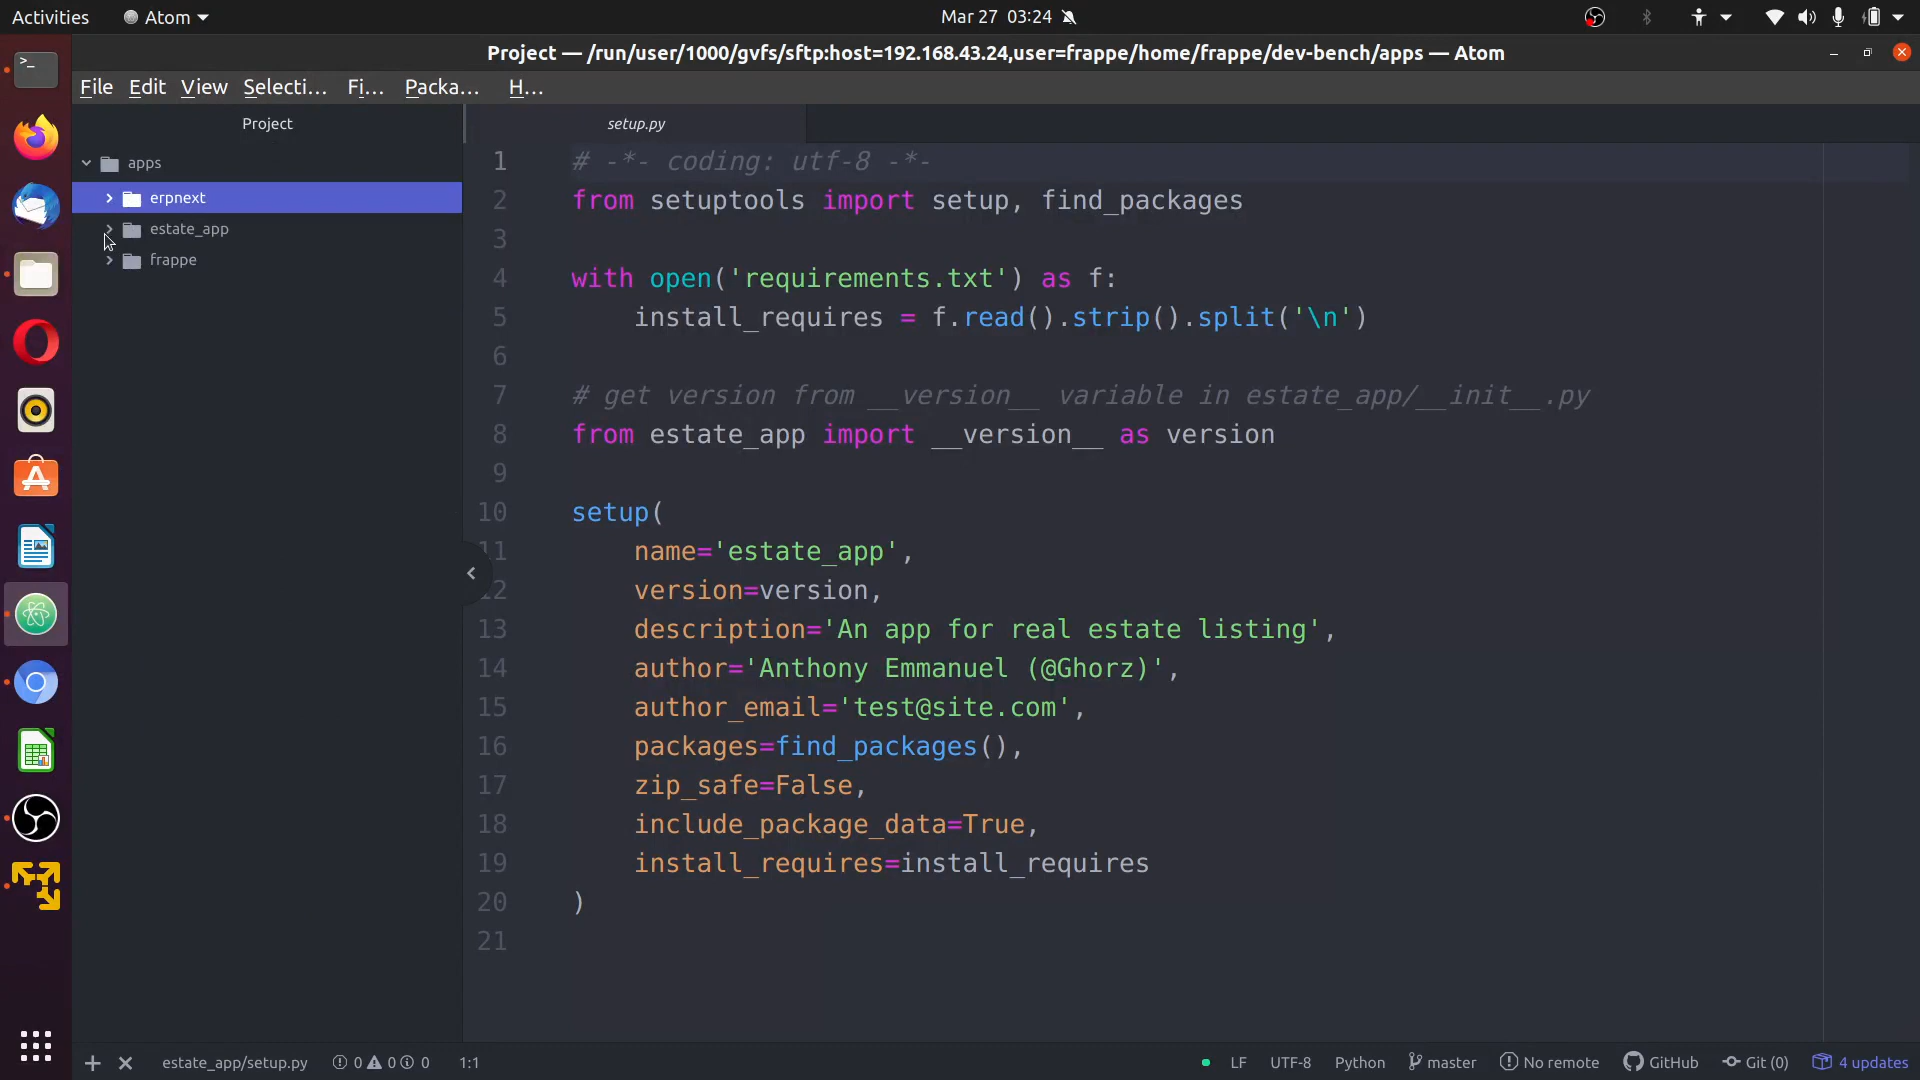 Activities
Atom
Mar 27 03:24
Project — /run/user/1000/gvfs/sftp:host=192.168.43.24,user=frappe/home/frappe/dev-bench/apps — Atom
File Edit View Selecti... Fi... Packa... H...
Project
setup.py
apps
erpnext
estate_app
frappe
1 # -*- coding: utf-8 -*-
2 from setuptools import setup, find_packages
3
4 with open('requirements.txt') as f:
5 install_requires = f.read().strip().split('\n')
6
7 # get version from __version__ variable in estate_app/__init__.py
8 from estate_app import __version__ as version
9
10 setup(
11 name='estate_app',
12 version=version,
13 description='An app for real estate listing',
14 author='Anthony Emmanuel (@Ghorz)',
15 author_email='test@site.com',
16 packages=find_packages(),
17 zip_safe=False,
18 include_package_data=True,
19 install_requires=install_requires
20 )
21
estate_app/setup.py 0 0 0 1:1 LF UTF-8 Python master No remote GitHub Git (0) 4 updates